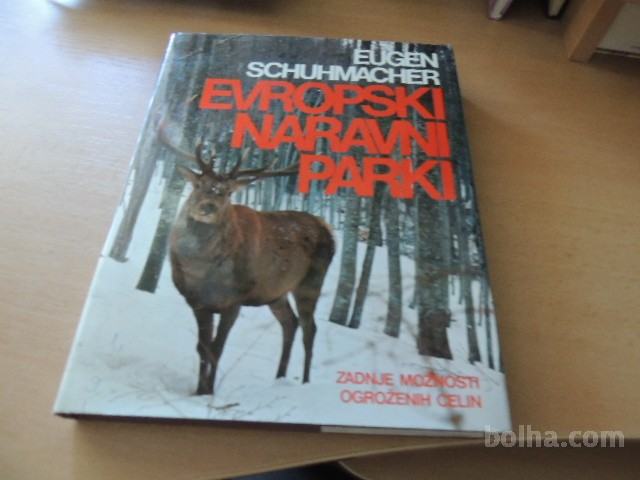 EUGEN
SCHUHMACHER
EVROPSKI
NARAVNI
PARKI
ZADNJE MOŽNOSTI
OGROŽENIH CELIN
bolha.com